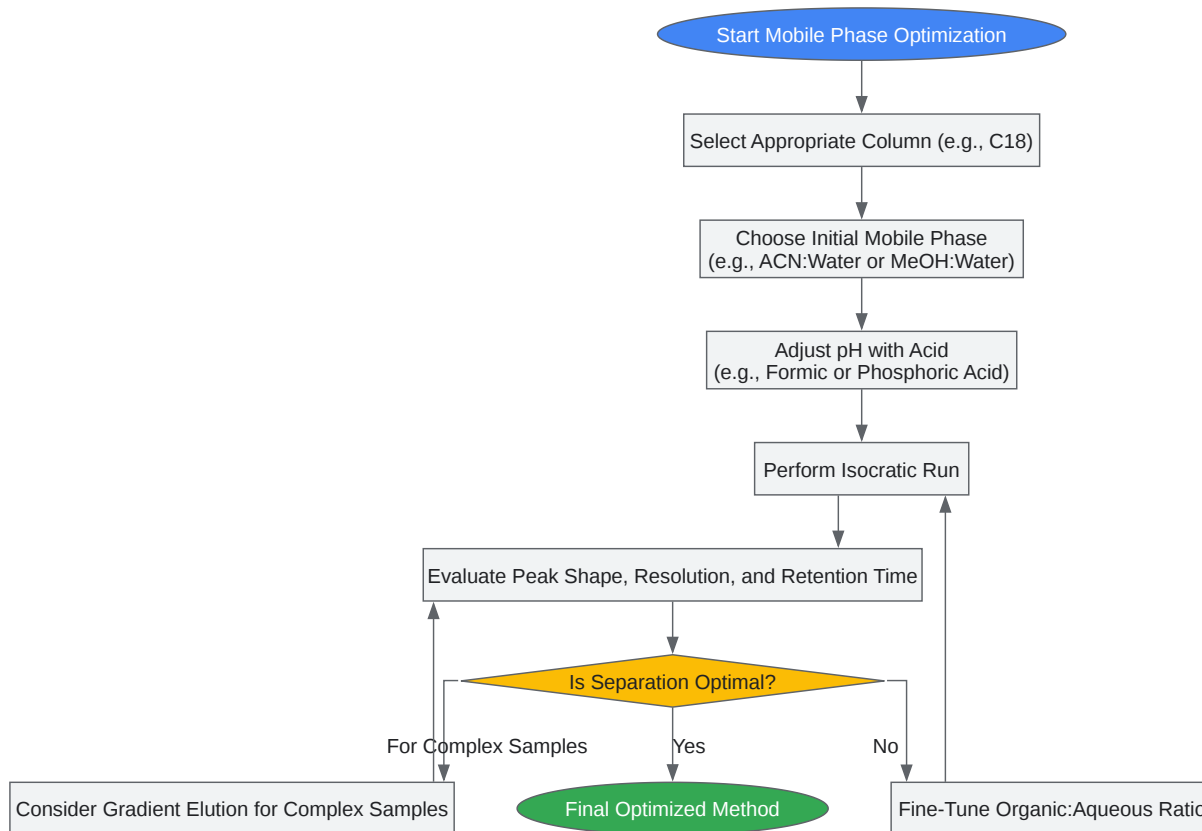 Start Mobile Phase Optimization
Select Appropriate Column (e.g., C18)
Choose Initial Mobile Phase
(e.g., ACN:Water or MeOH:Water)
Adjust pH with Acid
(e.g., Formic or Phosphoric Acid)
Perform Isocratic Run
Evaluate Peak Shape, Resolution, and Retention Time
Is Separation Optimal?
For Complex Samples
Yes
No
Consider Gradient Elution for Complex Samples
Final Optimized Method
Fine-Tune Organic:Aqueous Ratio